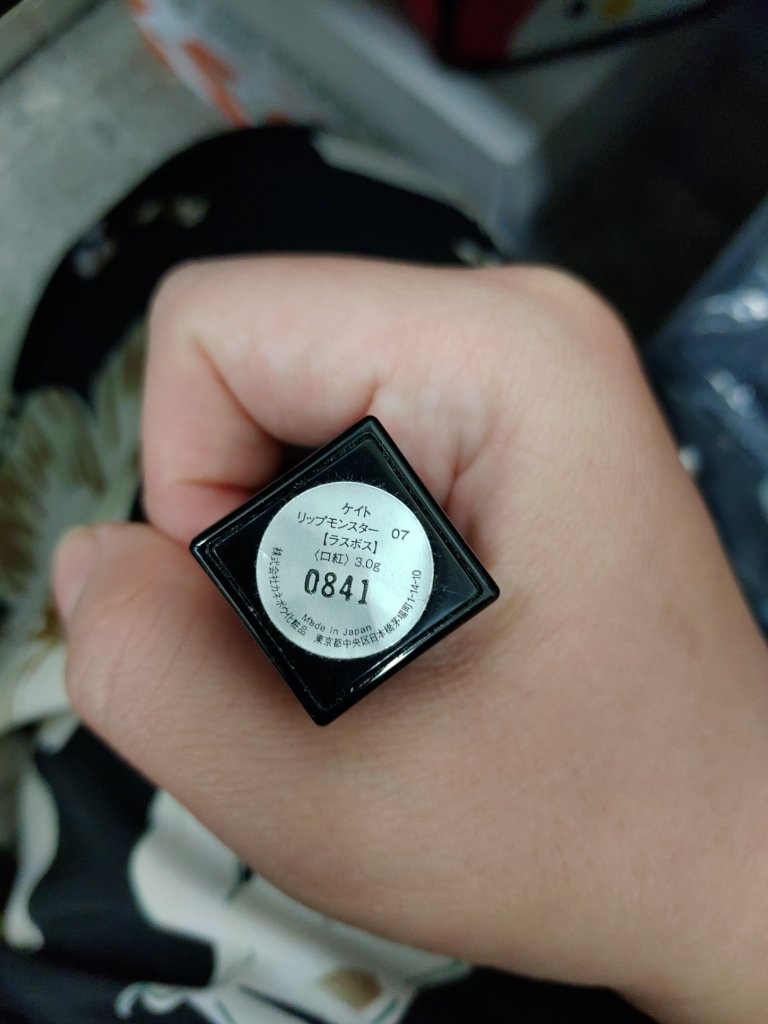 ケイト
リップモンスター 07
【ラスボス】
〈口紅〉 3.0g
0841
Made in Japan
株式会社カネボウ化粧品 東京都中央区日本橋茅場町1-14-10